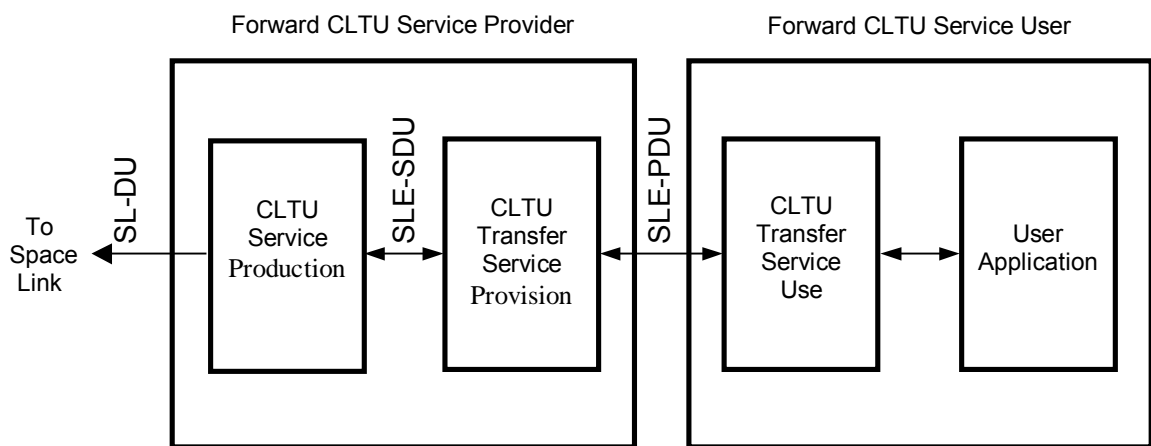 Forward CLTU Service Provider
Forward CLTU Service User
SL-DU
SLE-SDU
SLE-PDU
To
Space
Link
CLTU
Service
Production
CLTU
Transfer
Service
Provision
CLTU
Transfer
Service
Use
User
Application